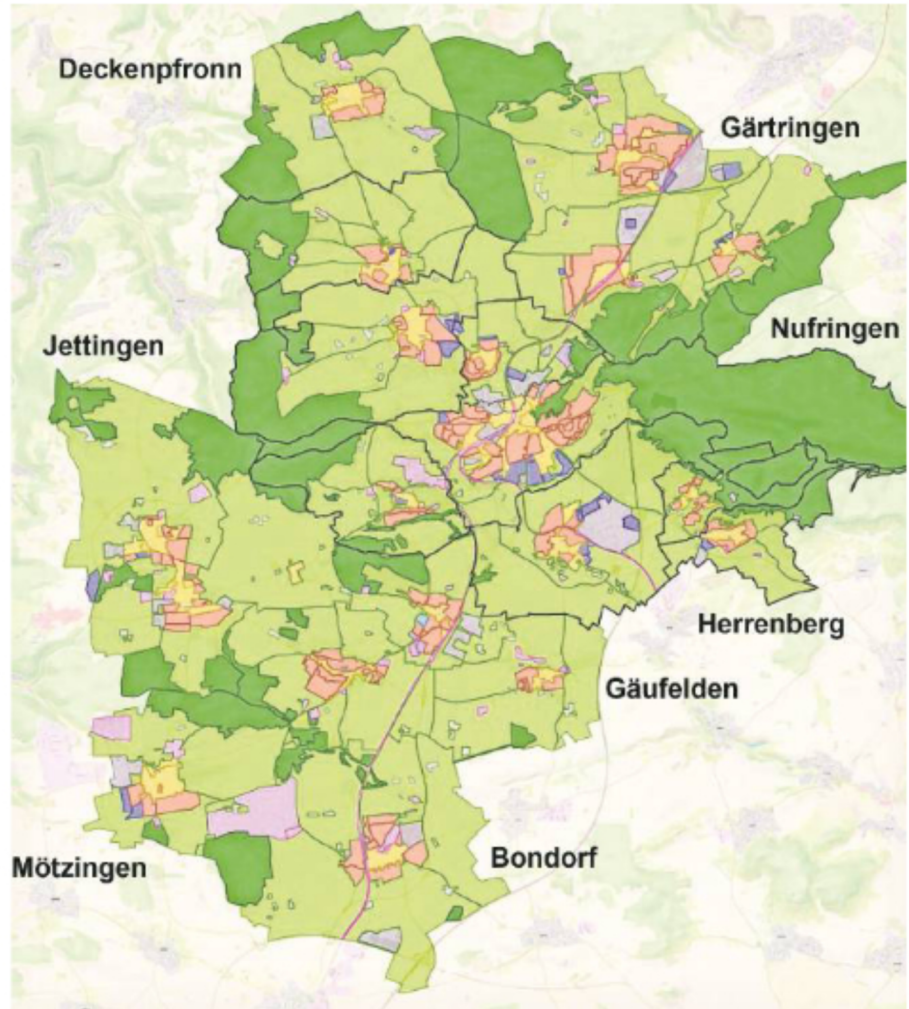 Deckenpfronn
Gärtringen
Nufringen
Jettingen
Herrenberg
Gäufelden
Bondorf
Mötzingen